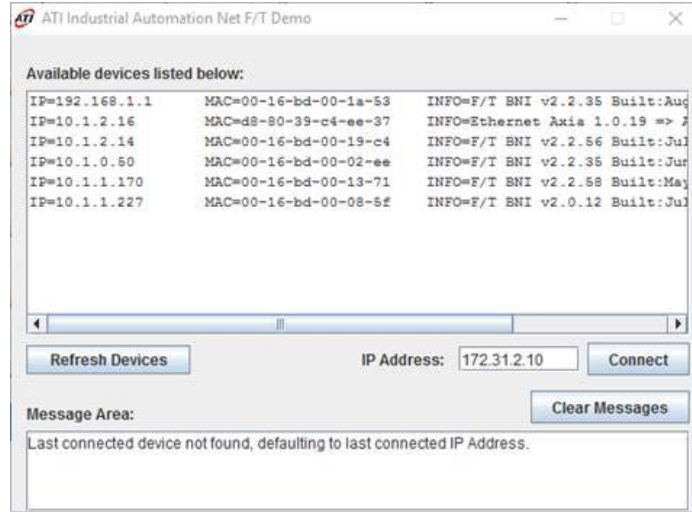 ATI ATI Industrial Automation Net F/T Demo
Available devices listed below:
IP=192.168.1.1 MAC=00-16-bd-00-1a-53 INFO=F/T BNI v2.2.35 Built:Aug
IP=10.1.2.16 MAC=d8-80-39-c4-ee-37 INFO=Ethernet Axia 1.0.19 => A
IP=10.1.2.14 MAC=00-16-bd-00-19-c4 INFO=F/T BNI v2.2.56 Built:Jul
IP=10.1.0.50 MAC=00-16-bd-00-02-ee INFO=F/T BNI v2.2.35 Built:Jun
IP=10.1.1.170 MAC=00-16-bd-00-13-71 INFO=F/T BNI v2.2.58 Built:May
IP=10.1.1.227 MAC=00-16-bd-00-08-5f INFO=F/T BNI v2.0.12 Built:Jul
Refresh Devices IP Address: 172.31.2.10 Connect
Clear Messages
Message Area:
Last connected device not found, defaulting to last connected IP Address.